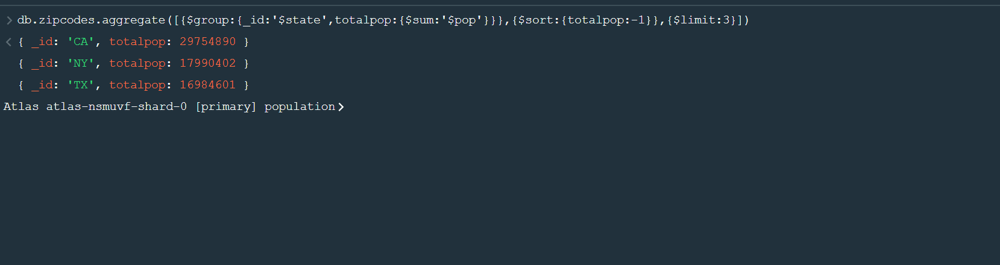 > db.zipcodes.aggregate([{$group:{_id:'$state',totalpop:{$sum:'$pop'}}},{$sort:{totalpop:-1}},{$limit:3}])
< { _id: 'CA', totalpop: 29754890 }
{ _id: 'NY', totalpop: 17990402 }
{ _id: 'TX', totalpop: 16984601 }
Atlas atlas-nsmuvf-shard-0 [primary] population>